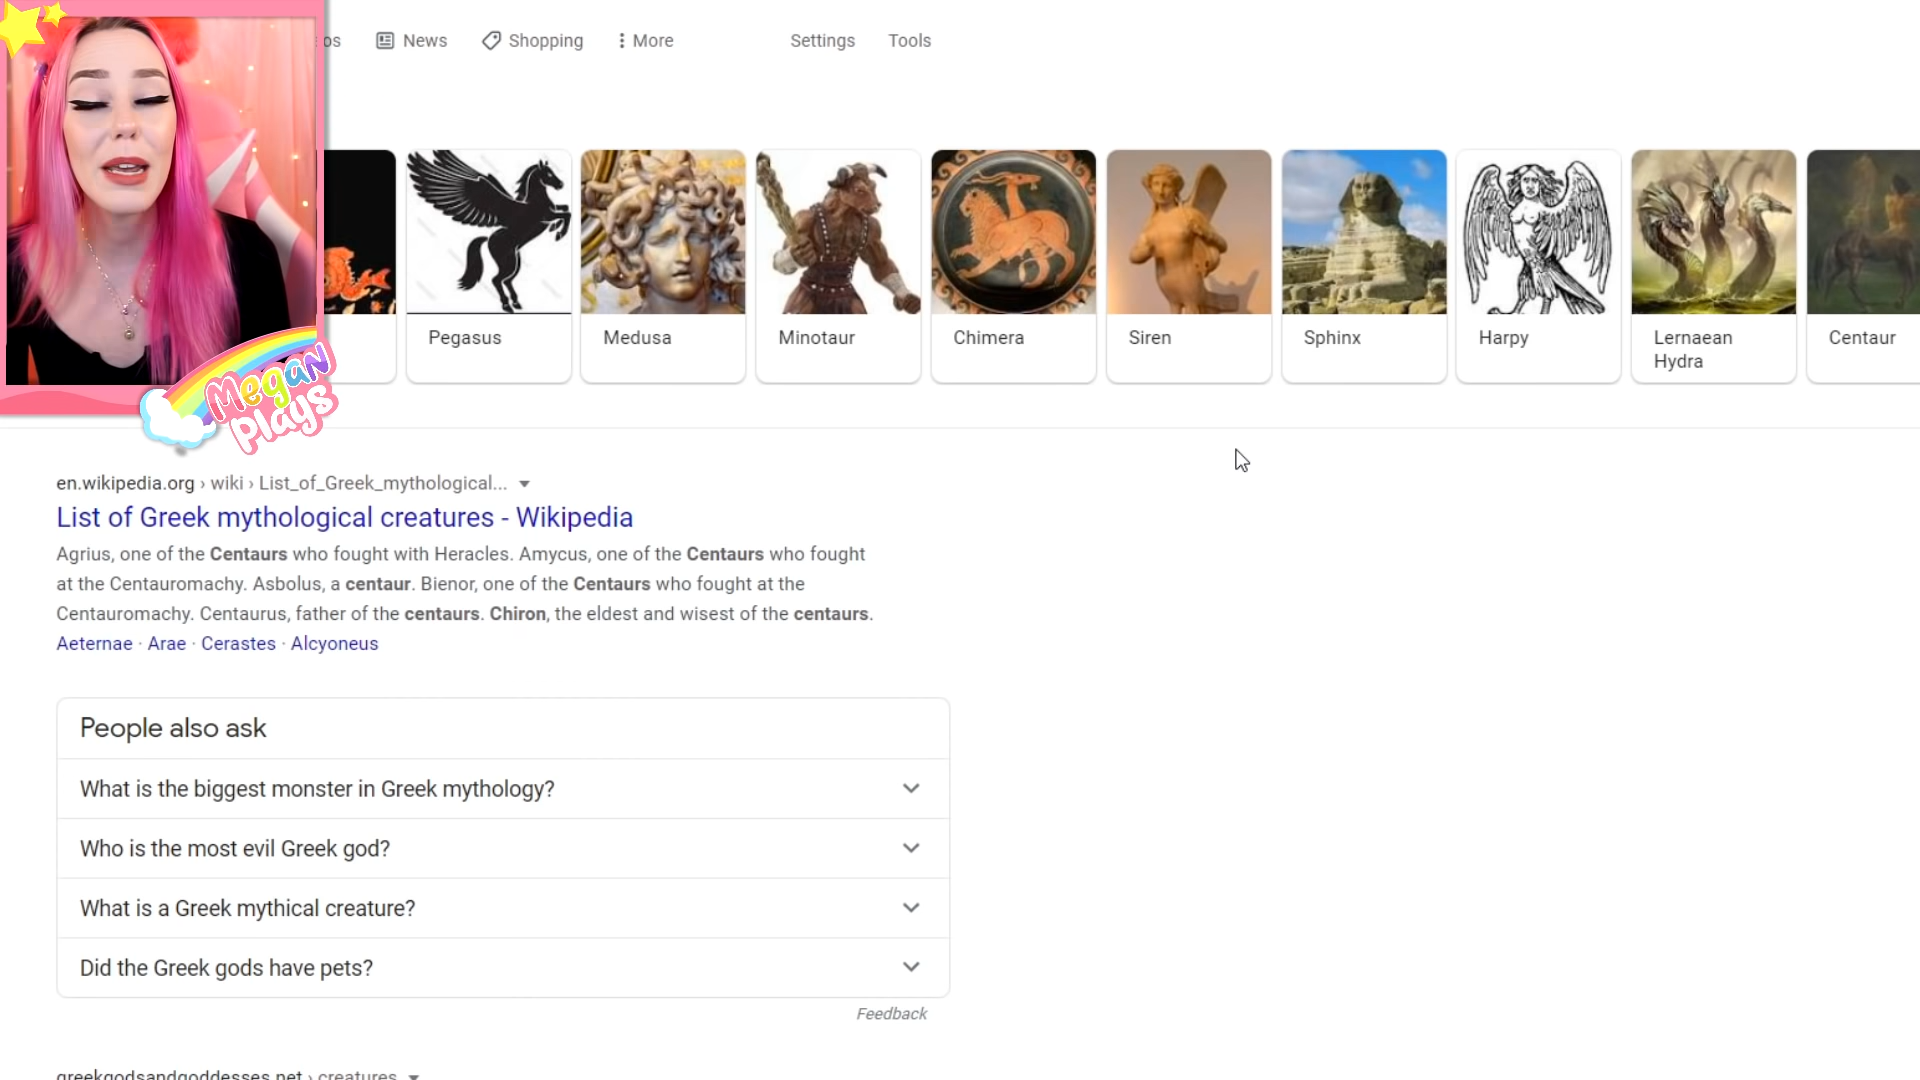 os
News
Shopping
More
Settings
Tools
Pegasus
Medusa
Minotaur
Chimera
Siren
Sphinx
Harpy
Lernaean
Hydra
Centaur
Megan
Plays
en.wikipedia.org › wiki › List_of_Greek_mythological...
List of Greek mythological creatures - Wikipedia
Agrius, one of the Centaurs who fought with Heracles. Amycus, one of the Centaurs who fought
at the Centauromachy. Asbolus, a centaur. Bienor, one of the Centaurs who fought at the
Centauromachy. Centaurus, father of the centaurs. Chiron, the eldest and wisest of the centaurs.
Aeternae · Arae · Cerastes · Alcyoneus
People also ask
What is the biggest monster in Greek mythology?
Who is the most evil Greek god?
What is a Greek mythical creature?
Did the Greek gods have pets?
Feedback
greekgodsandgoddesses.net › creatures